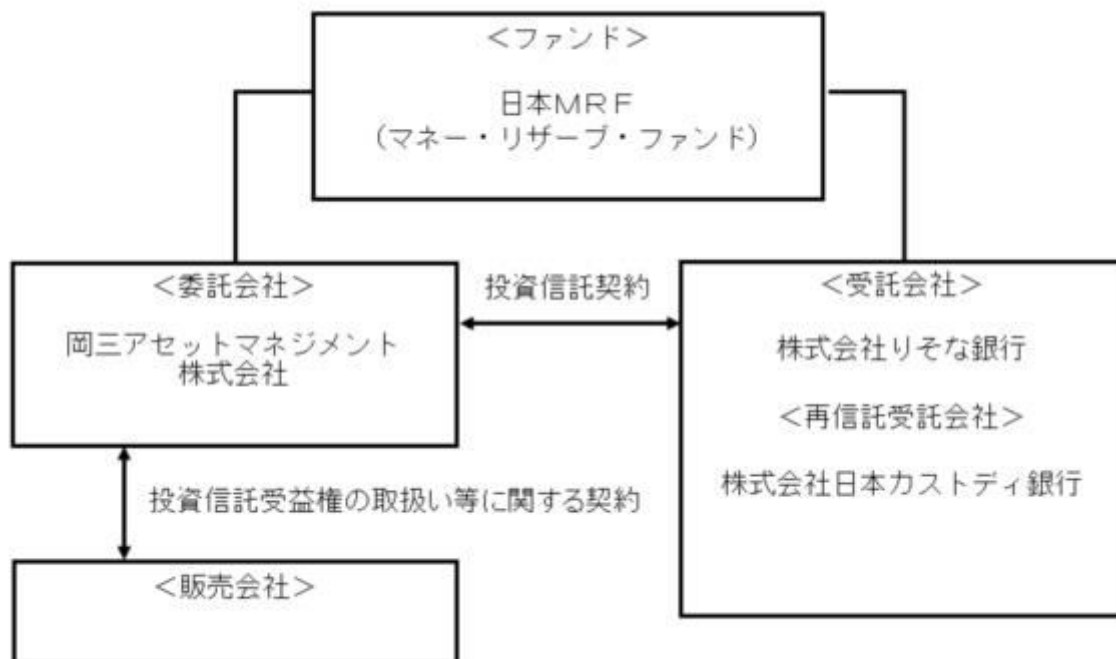 ＜ファンド＞
日本ＭＲＦ
（マネー・リザーブ・ファンド）
＜委託会社＞
岡三アセットマネジメント
株式会社
投資信託契約
＜受託会社＞
株式会社りそな銀行
＜再信託受託会社＞
株式会社日本カストディ銀行
投資信託受益権の取扱い等に関する契約
＜販売会社＞